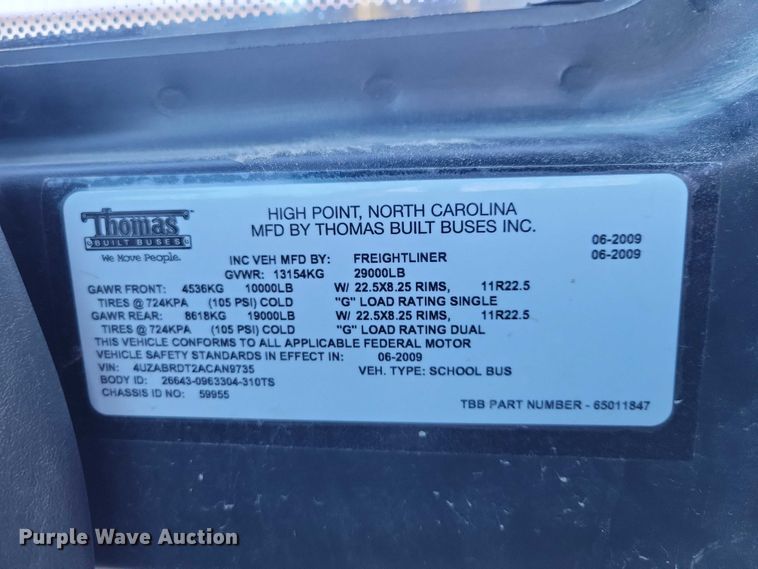 Thomas
BUILT BUSES
We Move People.
HIGH POINT, NORTH CAROLINA
MFD BY THOMAS BUILT BUSES INC.
06-2009
INC VEH MFD BY: FREIGHTLINER 06-2009
GVWR: 13154KG 29000LB
GAWR FRONT: 4536KG 10000LB W/ 22.5X8.25 RIMS, 11R22.5
TIRES @ 724KPA (105 PSI) COLD "G" LOAD RATING SINGLE
GAWR REAR: 8618KG 19000LB W/ 22.5X8.25 RIMS, 11R22.5
TIRES @ 724KPA (105 PSI) COLD "G" LOAD RATING DUAL
THIS VEHICLE CONFORMS TO ALL APPLICABLE FEDERAL MOTOR
VEHICLE SAFETY STANDARDS IN EFFECT IN: 06-2009
VIN: 4UZABRDT2ACAN9735 VEH. TYPE: SCHOOL BUS
BODY ID: 26643-0963304-310TS
CHASSIS ID: 59955
TBB PART NUMBER - 65011847
Purple Wave Auction